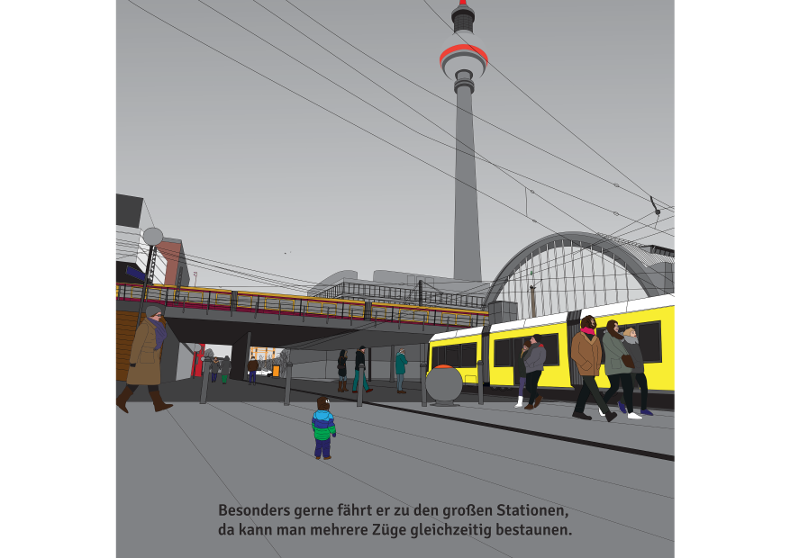 Besonders gerne fährt er zu den großen Stationen,
da kann man mehrere Züge gleichzeitig bestaunen.